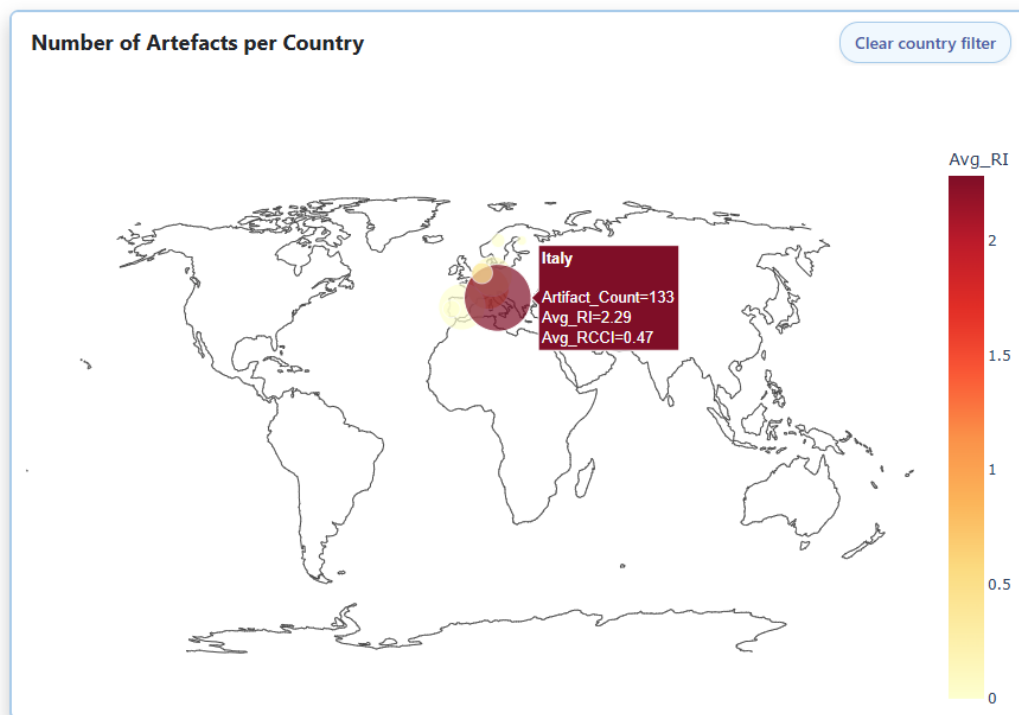 Number of Artefacts per Country
Clear country filter
Avg_RI
Italy
Artifact_Count=133
Avg_RI=2.29
Avg_RCCI=0.47
2
1.5
1
0.5
0